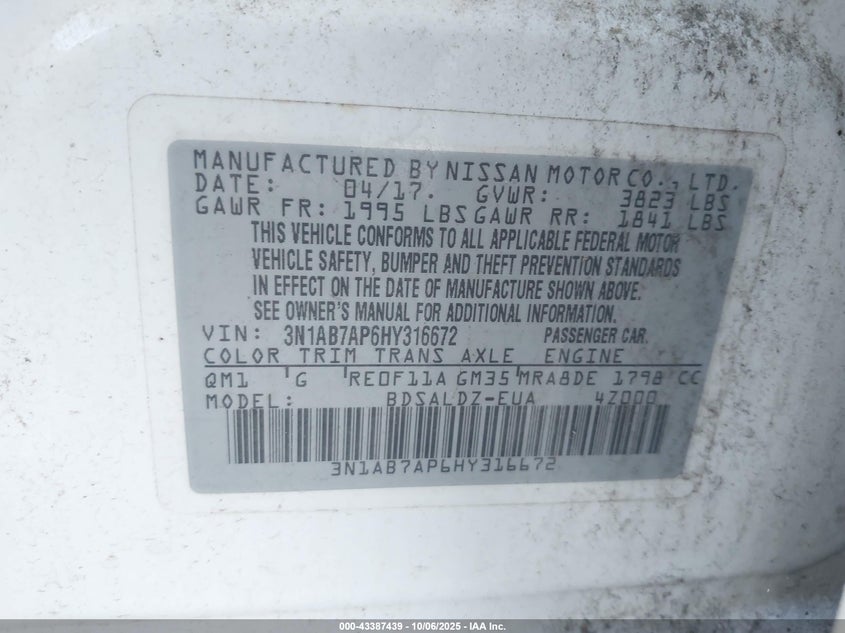 MANUFACTURED BY NISSAN MOTOR CO., LTD.
DATE: 04/17. GVWR: 3823 LBS
GAWR FR: 1995 LBS GAWR RR: 1841 LBS
THIS VEHICLE CONFORMS TO ALL APPLICABLE FEDERAL MOTOR
VEHICLE SAFETY, BUMPER AND THEFT PREVENTION STANDARDS
IN EFFECT ON THE DATE OF MANUFACTURE SHOWN ABOVE.
SEE OWNER'S MANUAL FOR ADDITIONAL INFORMATION.
VIN: 3N1AB7AP6HY316672 PASSENGER CAR.
COLOR TRIM TRANS AXLE ENGINE
QM1 G RE0F11A GM35 MRA8DE 1798 CC
MODEL: BDSALDZ-EUA 4Z000
3N1AB7AP6HY316672
000-43387439 - 10/06/2025 - IAA Inc.